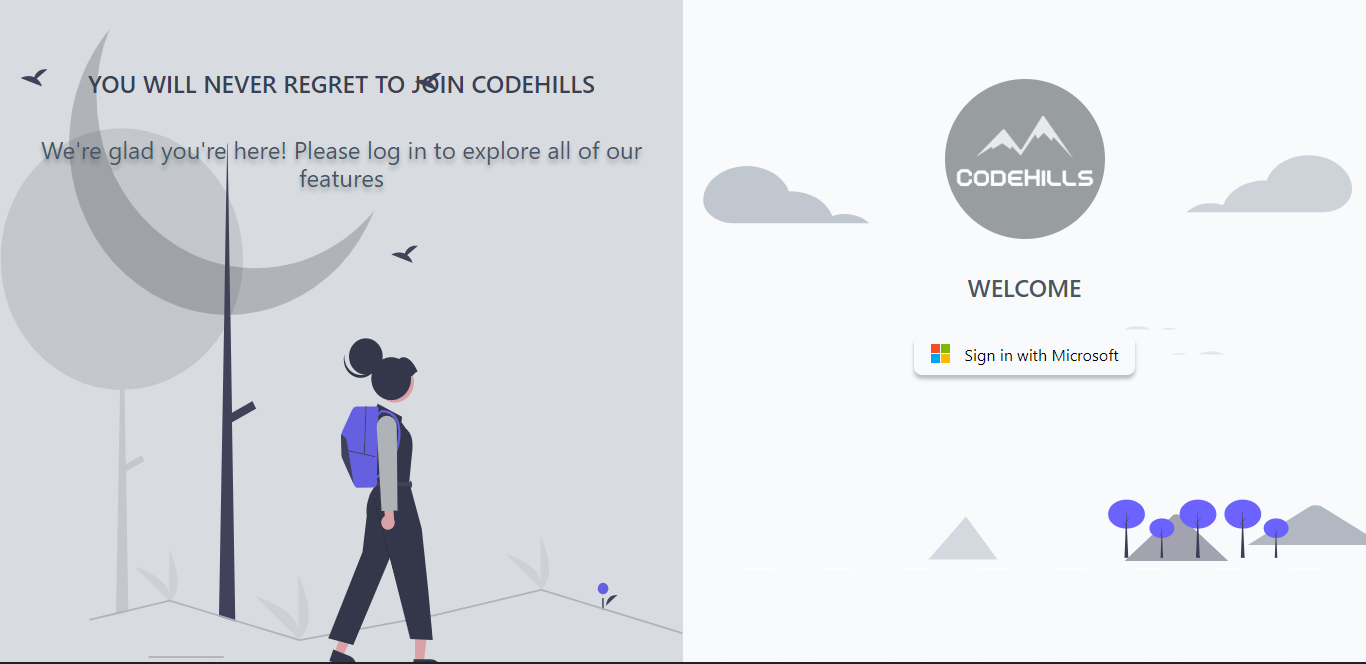 YOU WILL NEVER REGRET TO JOIN CODEHILLS
We're glad you're here! Please log in to explore all of our
features
CODEHILLS
WELCOME
Sign in with Microsoft